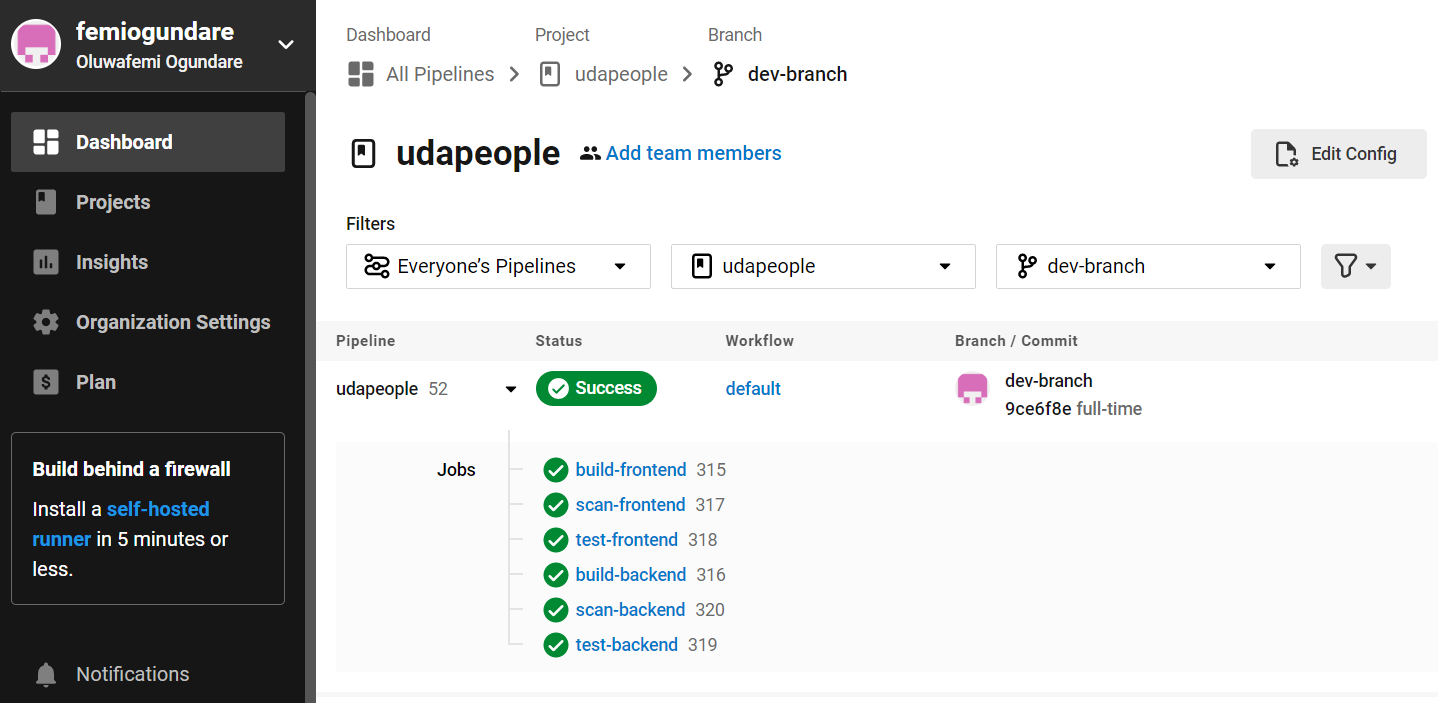 femiogundare
Oluwafemi Ogundare
Dashboard
Projects
Insights
Organization Settings
Plan
Build behind a firewall
Install a self-hosted
runner in 5 minutes or
less.
Notifications
Dashboard Project Branch
All Pipelines udapeople dev-branch
udapeople Add team members Edit Config
Filters
Everyone’s Pipelines udapeople dev-branch
Pipeline Status Workflow Branch / Commit
udapeople 52 Success default dev-branch
9ce6f8e full-time
Jobs build-frontend 315
scan-frontend 317
test-frontend 318
build-backend 316
scan-backend 320
test-backend 319